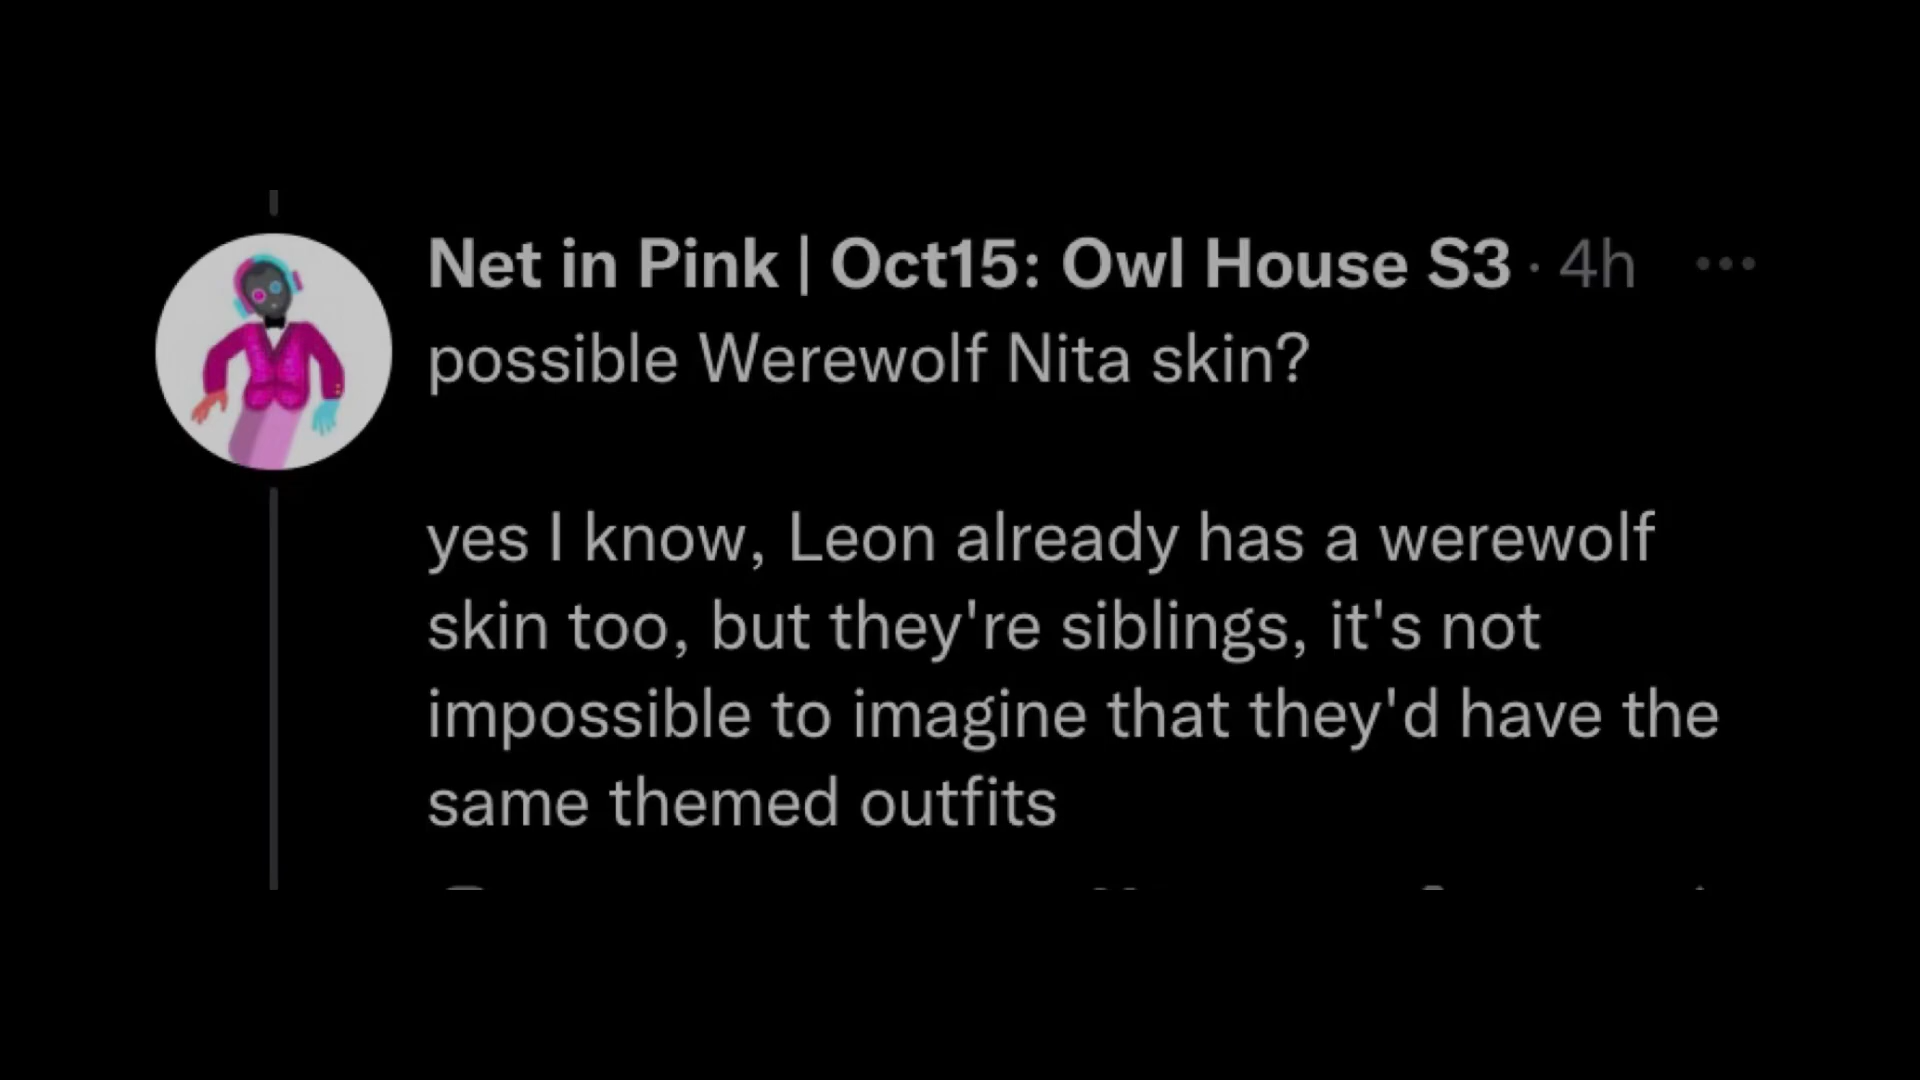 Net in Pink | Oct15: Owl House S3 · 4h ...
possible Werewolf Nita skin?
yes I know, Leon already has a werewolf
skin too, but they're siblings, it's not
impossible to imagine that they'd have the
same themed outfits